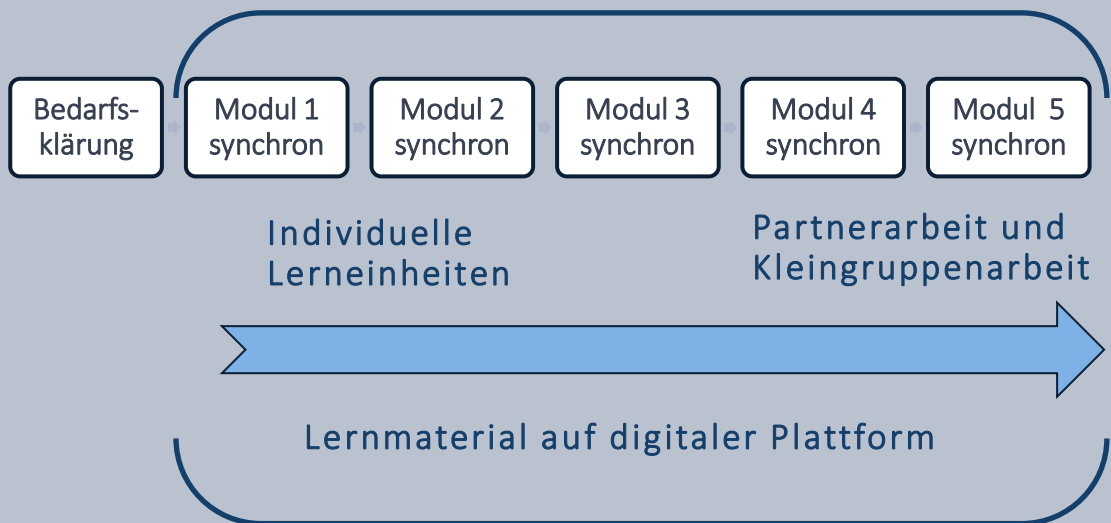 Bedarfs-
klärung
Modul 1
synchron
Modul 2
synchron
Modul 3
synchron
Modul 4
synchron
Modul 5
synchron
Individuelle
Lerneinheiten
Partnerarbeit und
Kleingruppenarbeit
Lernmaterial auf digitaler Plattform